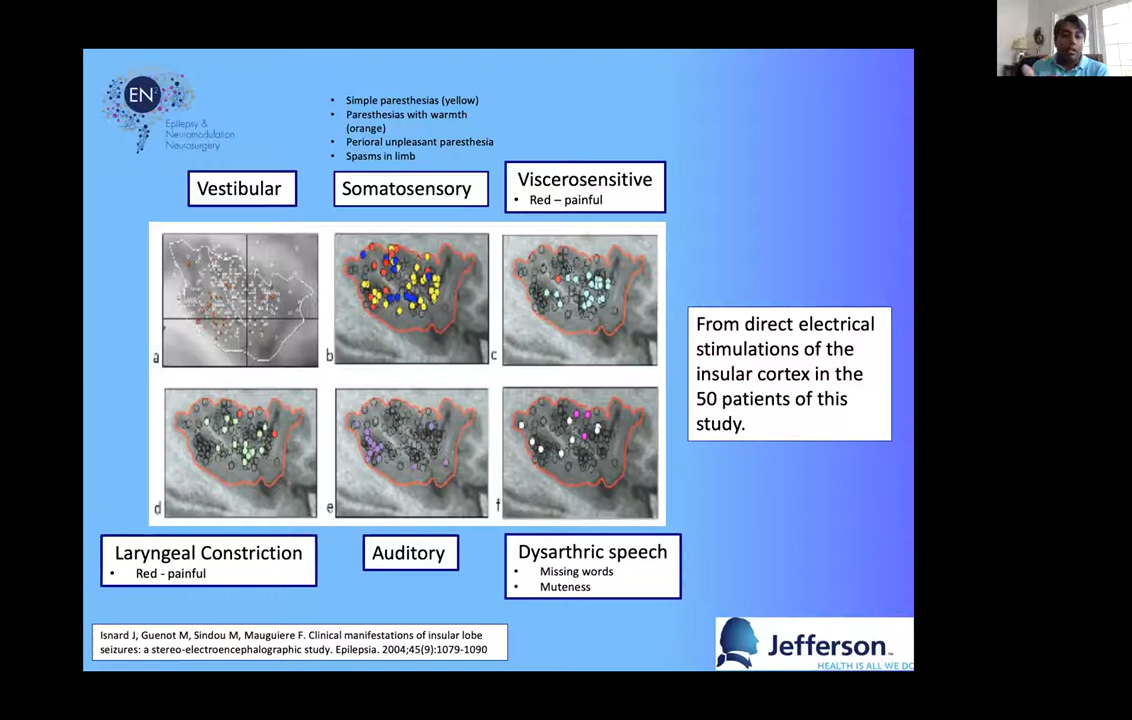 EN²
Epilepsy &
Neuromodulation
Neurosurgery
• Simple paresthesias (yellow)
• Paresthesias with warmth
(orange)
• Perioral unpleasant paresthesia
• Spasms in limb
Vestibular
Somatosensory
Viscerosensitive
• Red – painful
a
b
c
d
e
f
Laryngeal Constriction
• Red - painful
Auditory
Dysarthric speech
• Missing words
• Muteness
From direct electrical
stimulations of the
insular cortex in the
50 patients of this
study.
Isnard J, Guenot M, Sindou M, Mauguiere F. Clinical manifestations of insular lobe
seizures: a stereo-electroencephalographic study. Epilepsia. 2004;45(9):1079-1090
Jefferson™
HEALTH IS ALL WE DO